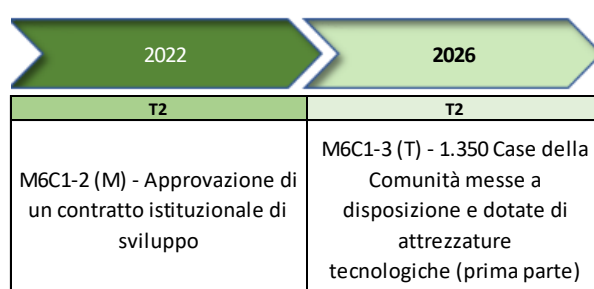 2022
2026
T2
T2
M6C1-2 (M) - Approvazione di
un contratto istituzionale di
sviluppo
M6C1-3 (T) - 1.350 Case della
Comunità messe a
disposizione e dotate di
attrezzature
tecnologiche (prima parte)